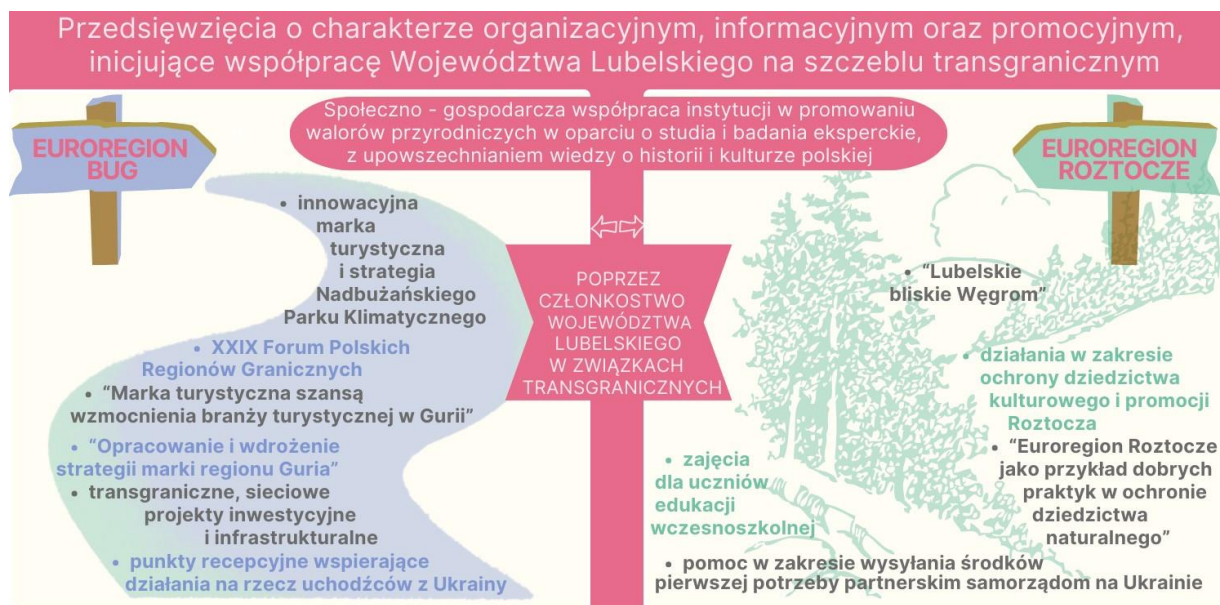 Przedsięwzięcia o charakterze organizacyjnym, informacyjnym oraz promocyjnym,
inicjujące współpracę Województwa Lubelskiego na szczeblu transgranicznym
Społeczno - gospodarcza współpraca instytucji w promowaniu
walorów przyrodniczych w oparciu o studia i badania eksperckie,
z upowszechnianiem wiedzy o historii i kulturze polskiej
EUROREGION
BUG
• innowacyjna
marka
turystyczna
i strategia
Nadbużańskiego
Parku Klimatycznego
• XXIX Forum Polskich
Regionów Granicznych
• “Marka turystyczna szansą
wzmocnienia branży turystycznej w Gurii”
• “Opracowanie i wdrożenie
strategii marki regionu Guria”
• transgraniczne, sieciowe
projekty inwestycyjne
i infrastrukturalne
• punkty recepcyjne wspierające
działania na rzecz uchodźców z Ukrainy
POPRZEZ
CZŁONKOSTWO
WOJEWÓDZTWA
LUBELSKIEGO
W ZWIĄZKACH
TRANSGRANICZNYCH
EUROREGION
ROZTOCZE
• “Lubelskie
bliskie Węgrom”
• działania w zakresie
ochrony dziedzictwa
kulturowego i promocji
Roztocza
• “Euroregion Roztocze
jako przykład dobrych
praktyk w ochronie
dziedzictwa
naturalnego”
• zajęcia
dla uczniów
edukacji
wczesnoszkolnej
• pomoc w zakresie wysyłania środków
pierwszej potrzeby partnerskim samorządom na Ukrainie